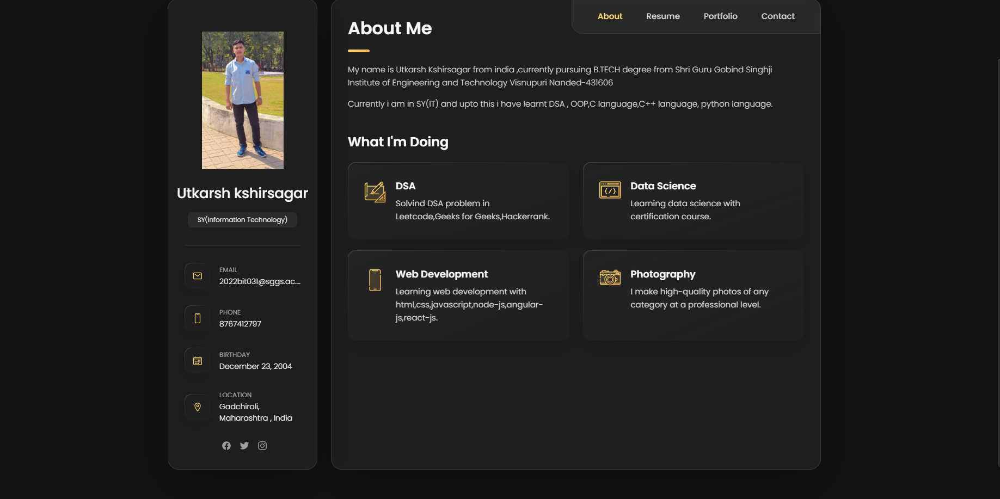 About
Resume
Portfolio
Contact
About Me
My name is Utkarsh Kshirsagar from india ,currently pursuing B.TECH degree from Shri Guru Gobind Singhji
Institute of Engineering and Technology Visnupuri Nanded-431606
Currently i am in SY(IT) and upto this i have learnt DSA , OOP,C language,C++ language, python language.
What I'm Doing
DSA
Solvind DSA problem in
Leetcode,Geeks for Geeks,Hackerrank.
Data Science
Learning data science with
certification course.
Web Development
Learning web development with
html,css,javascript,node-js,angular-
js,react-js.
Photography
I make high-quality photos of any
category at a professional level.
Utkarsh kshirsagar
SY(Information Technology)
EMAIL
2022bit031@sggs.ac....
PHONE
8767412797
BIRTHDAY
December 23, 2004
LOCATION
Gadchiroli,
Maharashtra , India